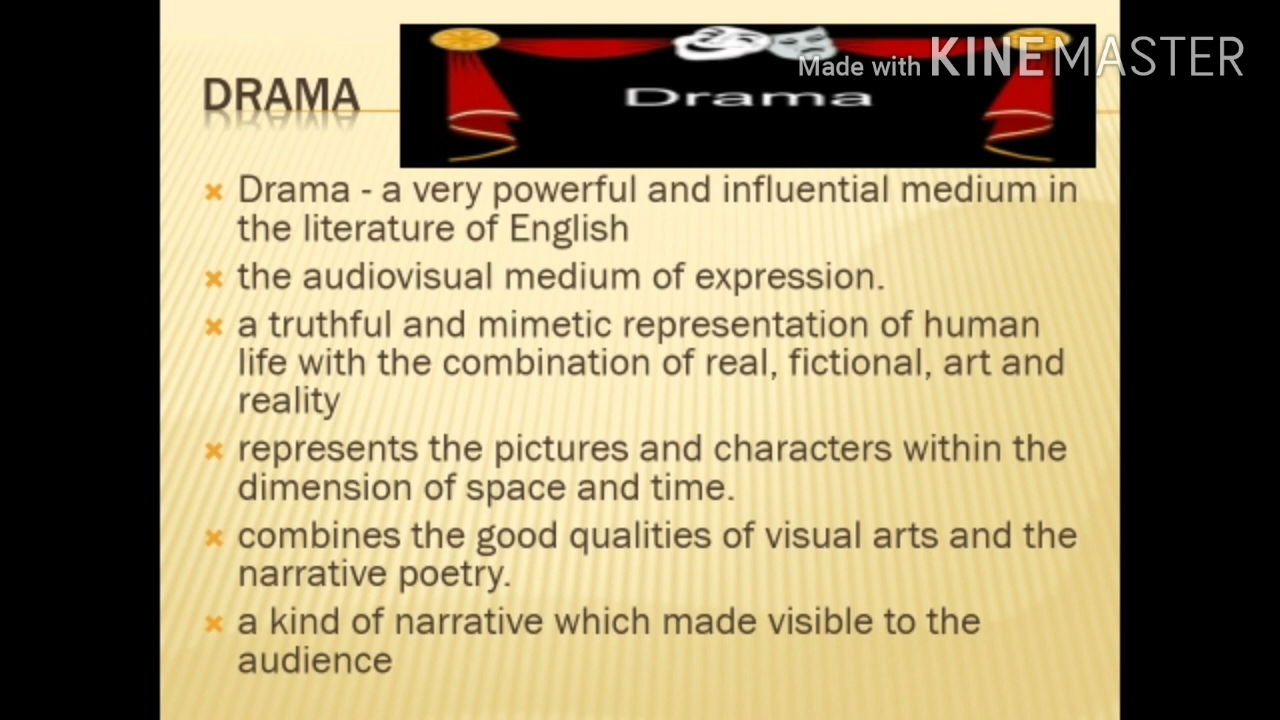 Made with KINEMASTER
DRAMA
Drama
Drama - a very powerful and influential medium in
the literature of English
the audiovisual medium of expression.
a truthful and mimetic representation of human
life with the combination of real, fictional, art and
reality
represents the pictures and characters within the
dimension of space and time.
combines the good qualities of visual arts and the
narrative poetry.
a kind of narrative which made visible to the
audience